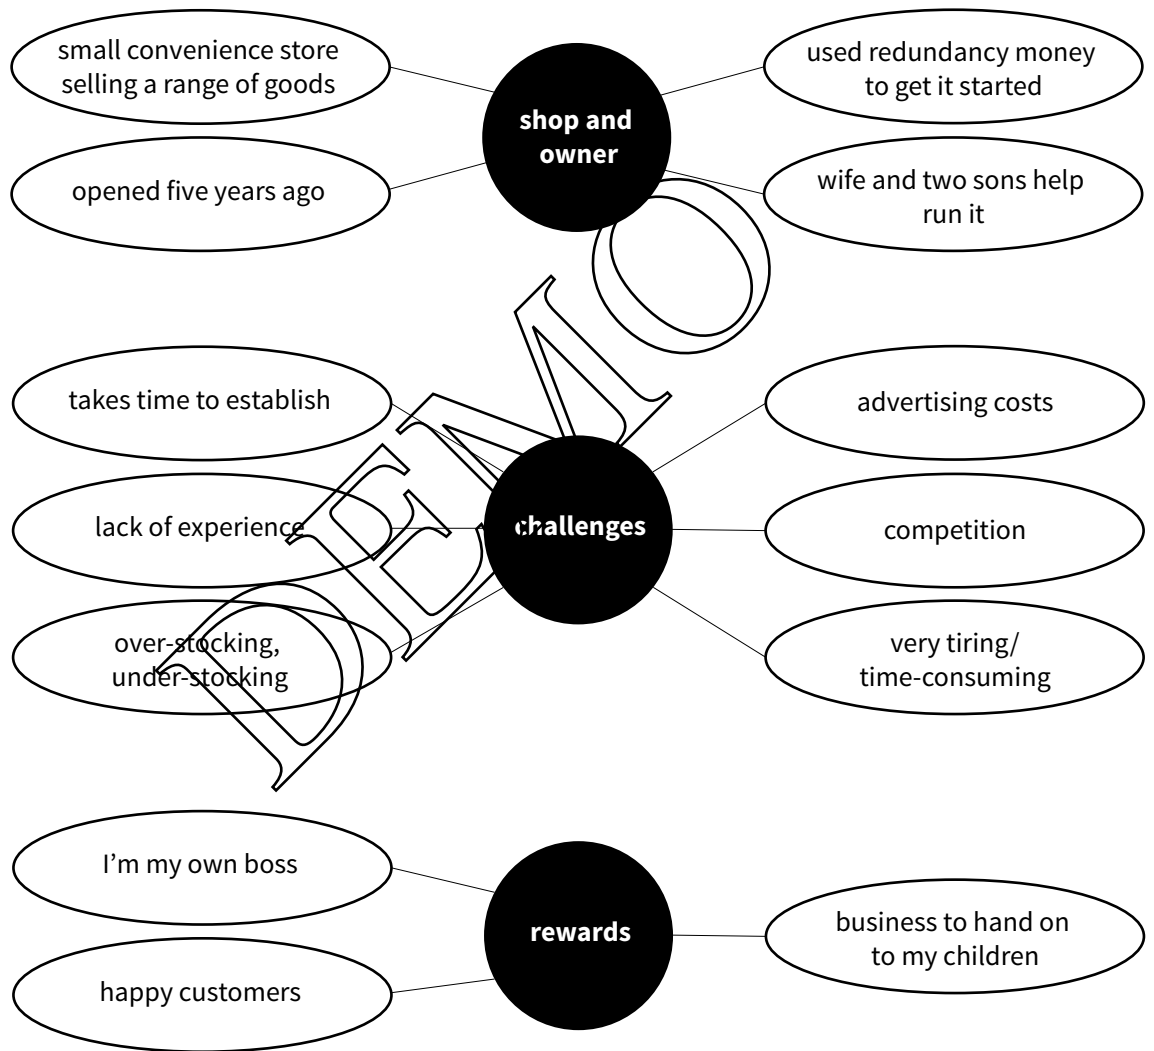 small convenience store
selling a range of goods
used redundancy money
to get it started
shop and
owner
opened five years ago
wife and two sons help
run it
takes time to establish
advertising costs
lack of experience
challenges
competition
over-stocking,
under-stocking
very tiring/
time-consuming
I’m my own boss
rewards
business to hand on
to my children
happy customers
DEMO